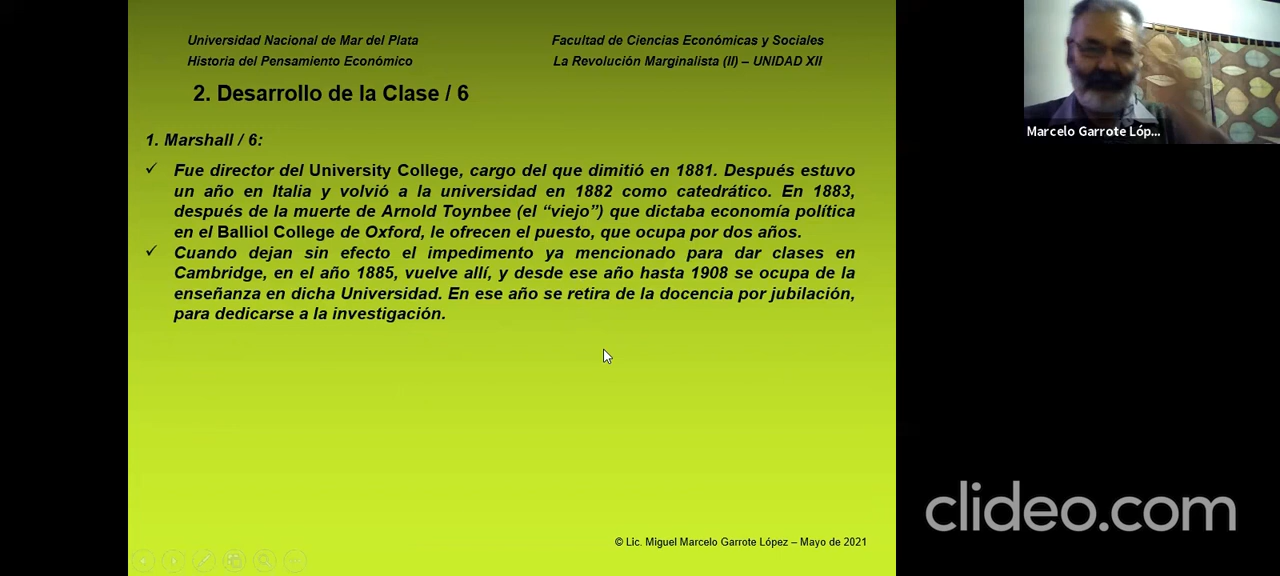 Universidad Nacional de Mar del Plata
Facultad de Ciencias Económicas y Sociales
Historia del Pensamiento Económico
La Revolución Marginalista (II) – UNIDAD XII
2. Desarrollo de la Clase / 6
1. Marshall / 6:
✓ Fue director del University College, cargo del que dimitió en 1881. Después estuvo
un año en Italia y volvió a la universidad en 1882 como catedrático. En 1883,
después de la muerte de Arnold Toynbee (el “viejo”) que dictaba economía política
en el Balliol College de Oxford, le ofrecen el puesto, que ocupa por dos años.
✓ Cuando dejan sin efecto el impedimento ya mencionado para dar clases en
Cambridge, en el año 1885, vuelve allí, y desde ese año hasta 1908 se ocupa de la
enseñanza en dicha Universidad. En ese año se retira de la docencia por jubilación,
para dedicarse a la investigación.
© Lic. Miguel Marcelo Garrote López – Mayo de 2021
Marcelo Garrote Lóp...
clideo.com